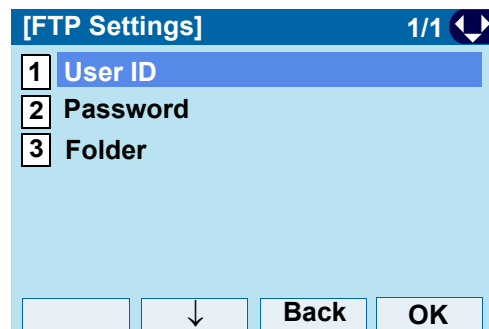 [FTP Settings] 1/1
1 User ID
2 Password
3 Folder
↓ Back OK